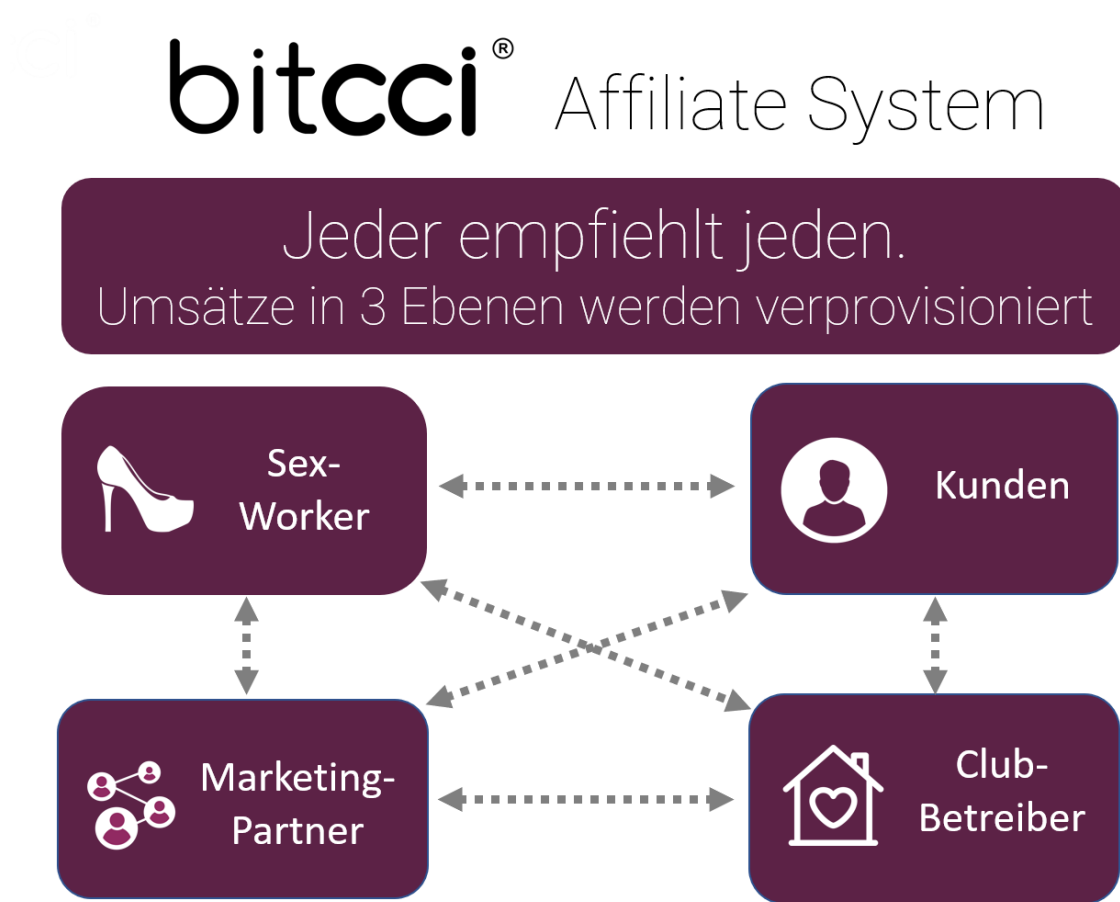 bitcci® Affiliate System
Jeder empfiehlt jeden.
Umsätze in 3 Ebenen werden verprovisioniert
Sex-
Worker
Kunden
Marketing-
Partner
Club-
Betreiber